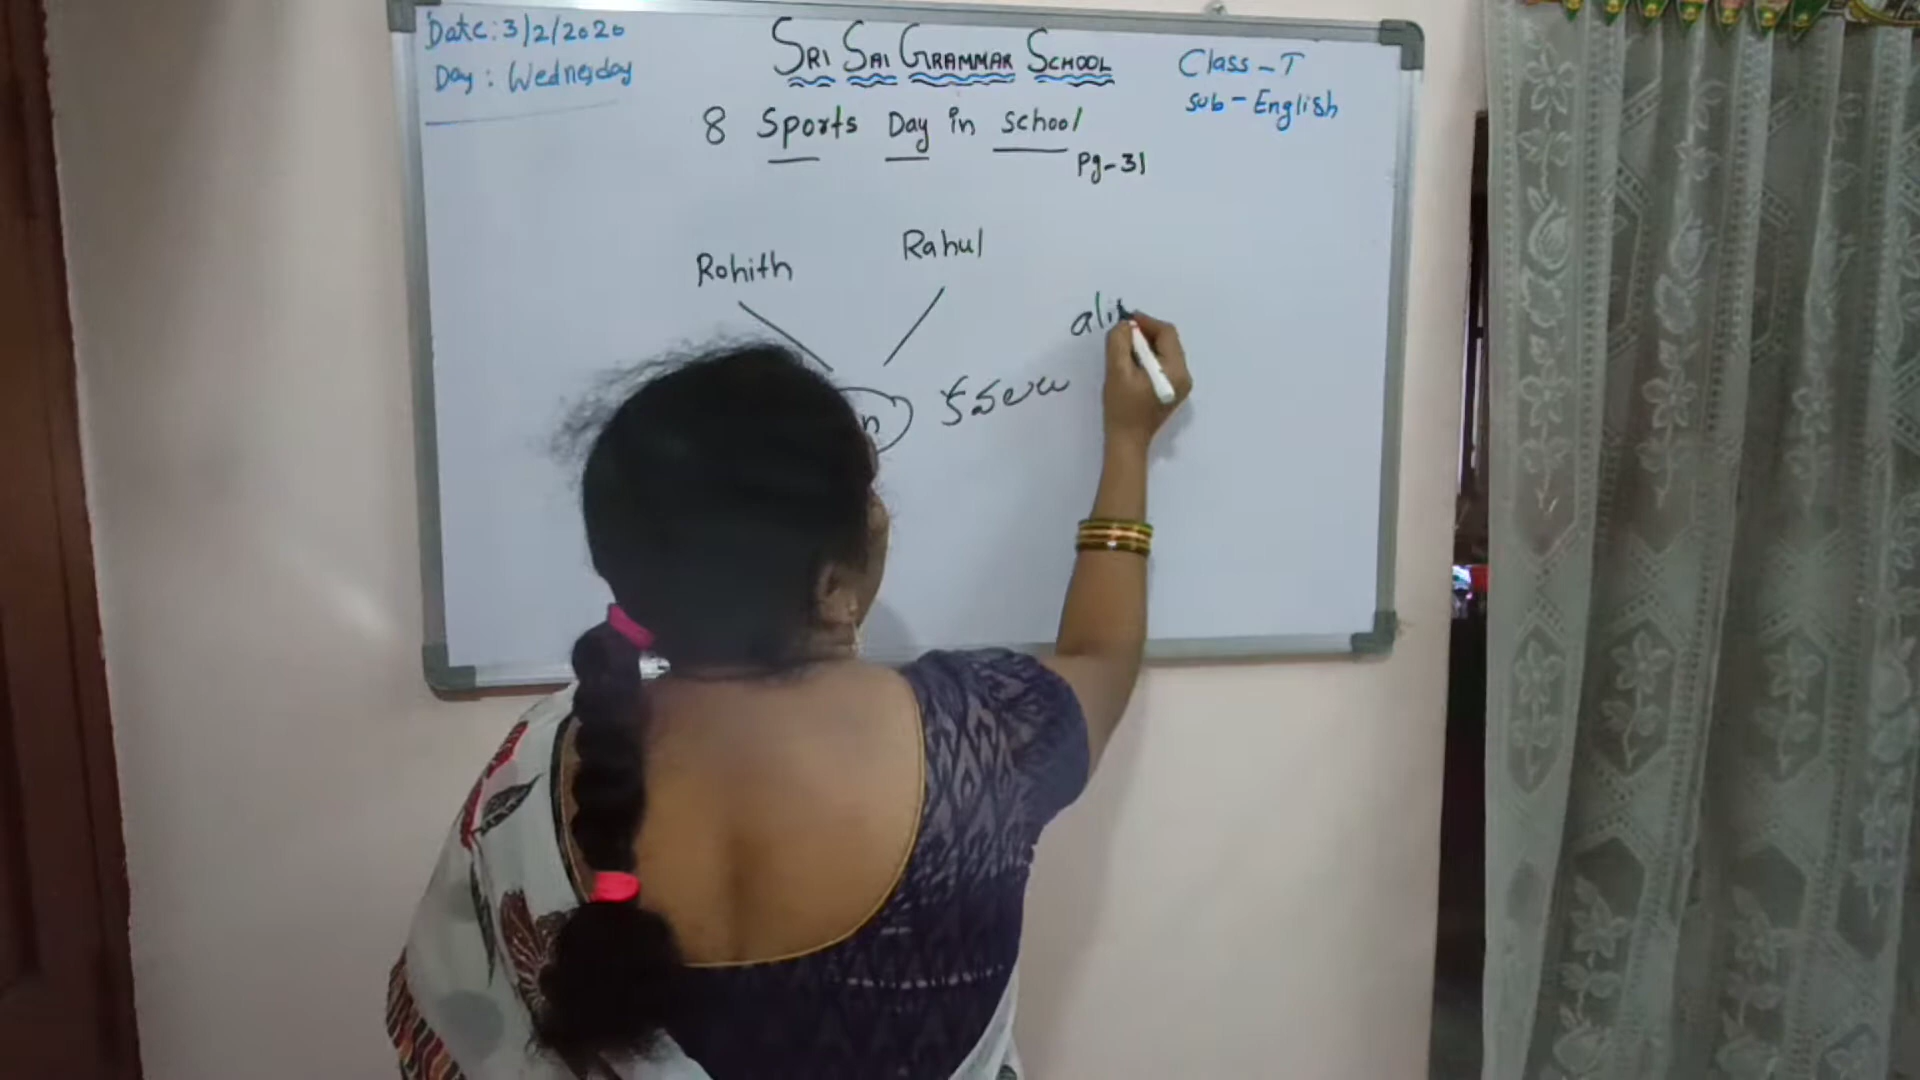 Date: 3/2/2020
Day: Wednesday
SRI SAI GRAMMAR SCHOOL
Class - I
Sub - English
8 Sports Day in school
Pg-31
Rohith
Rahul
కవలలు